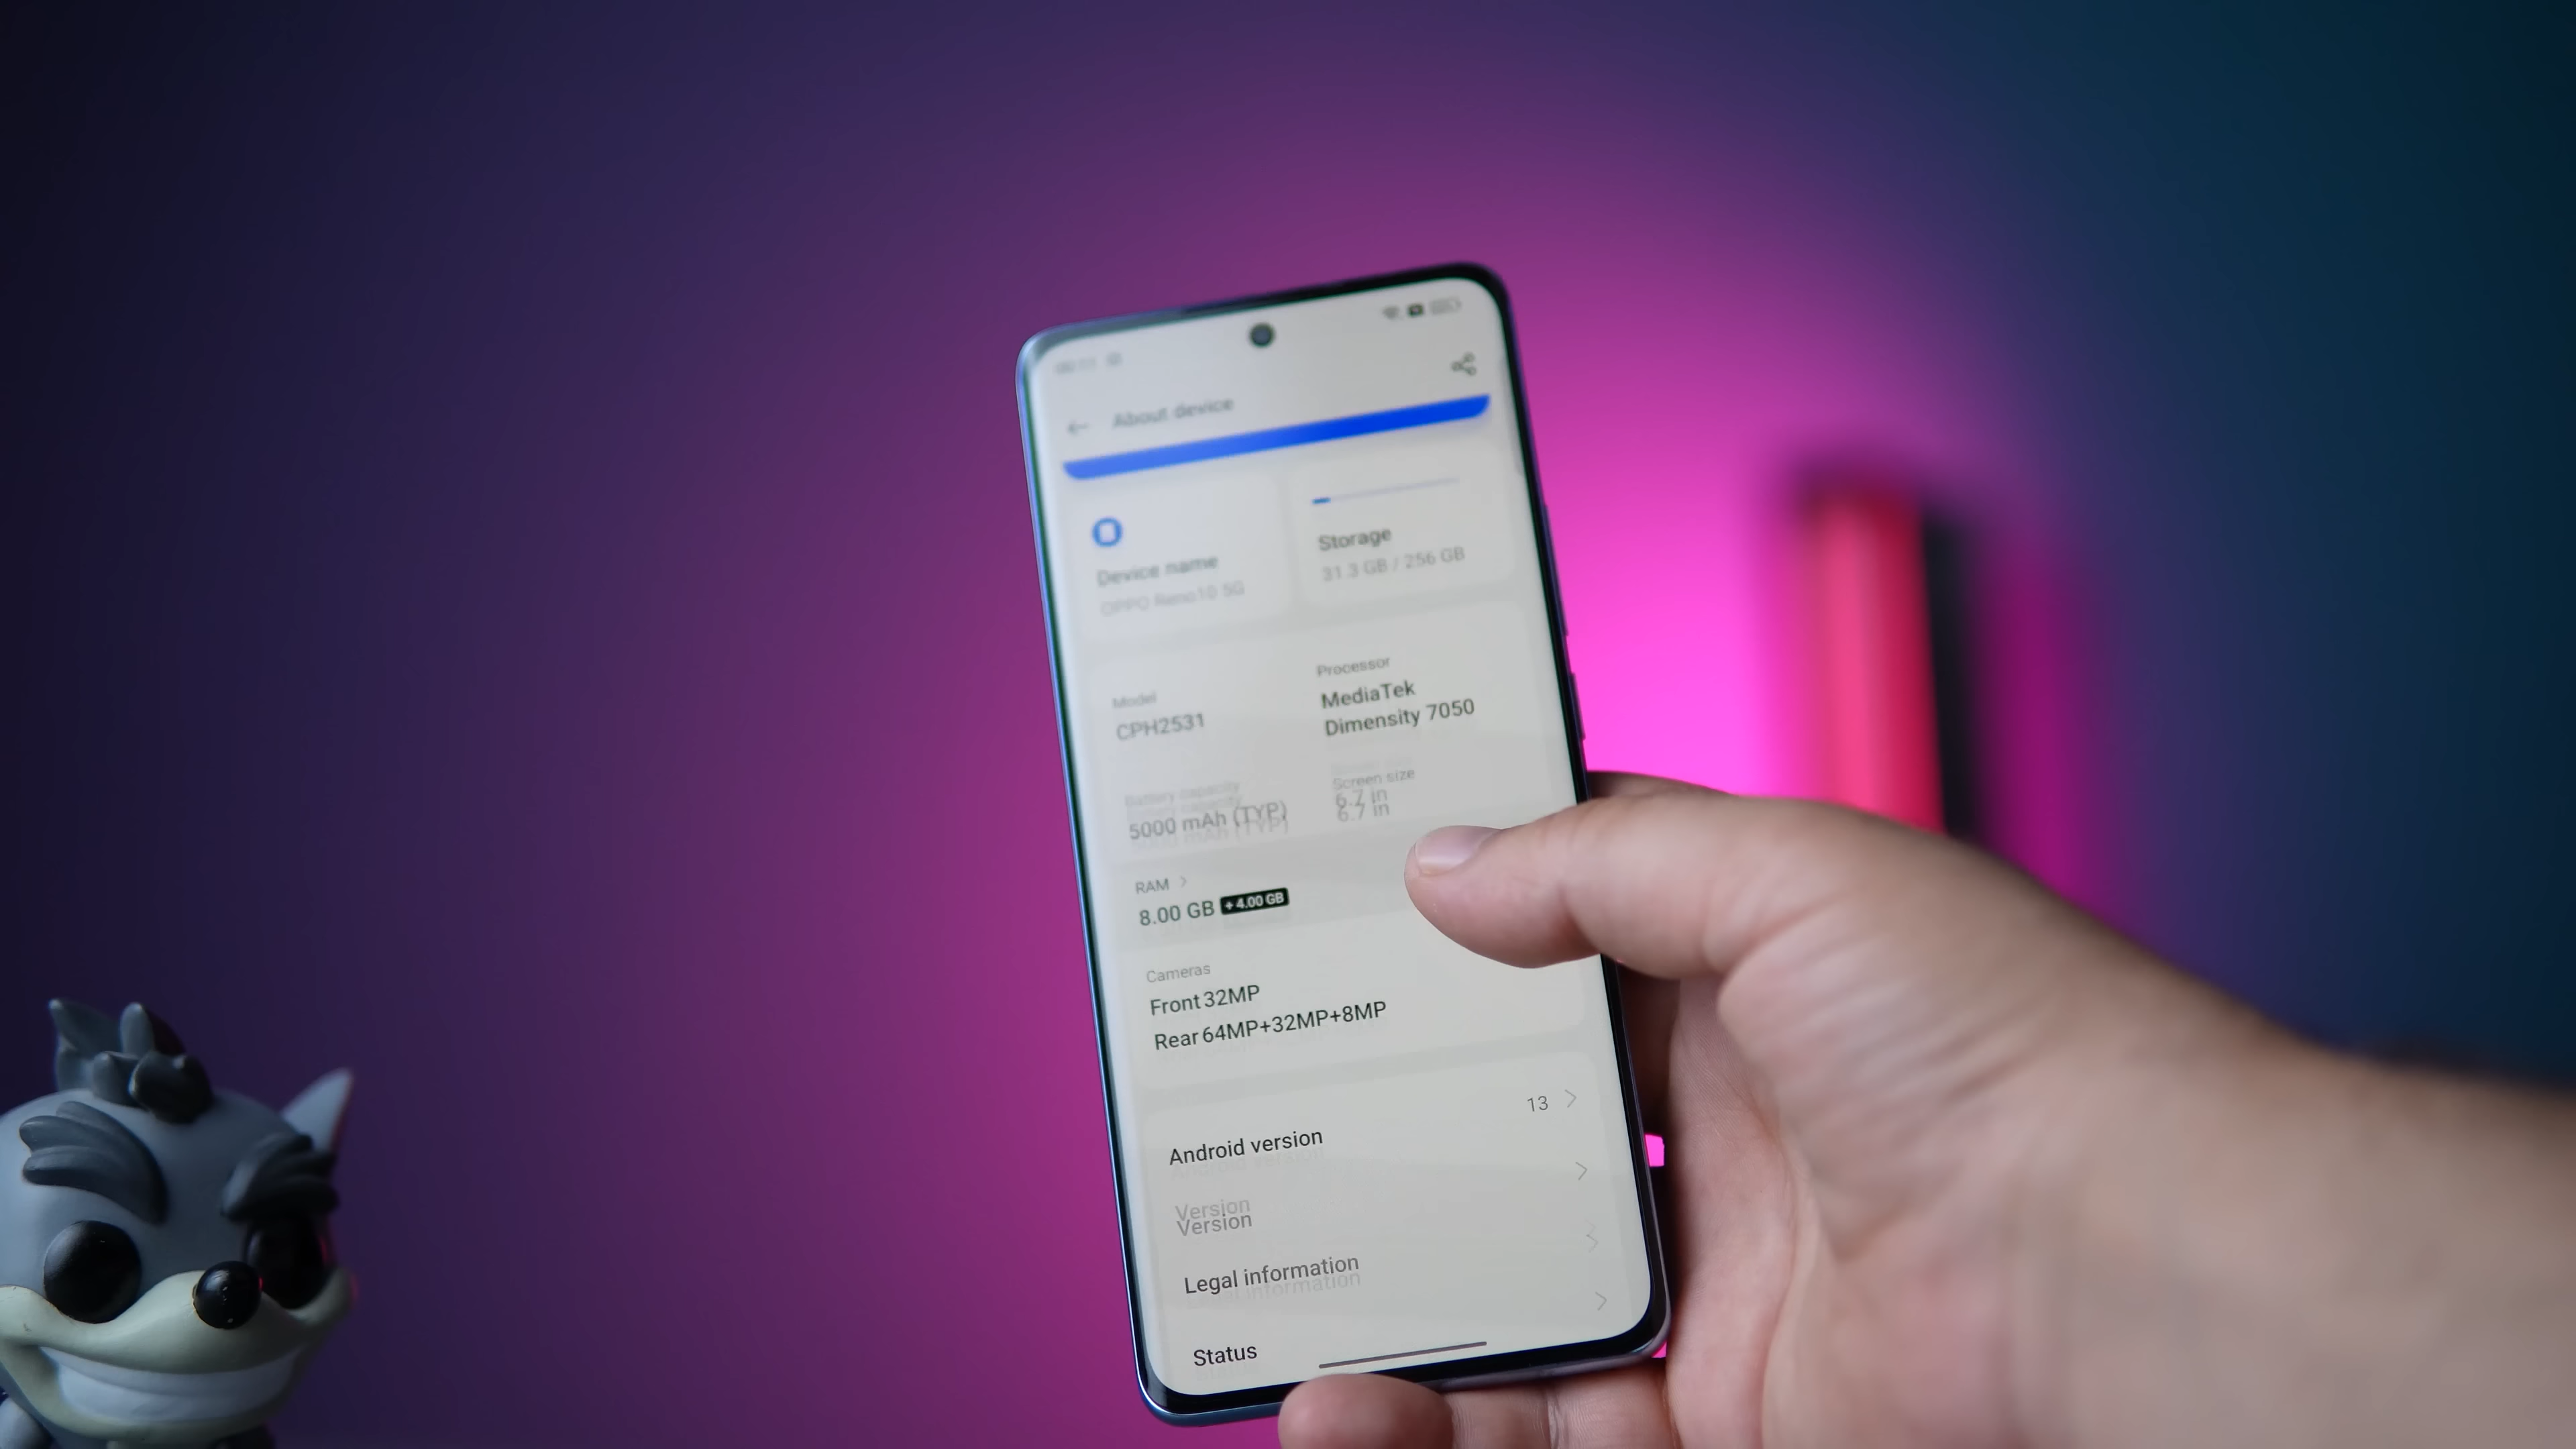 About device
Device name
OPPO Reno10 5G
Storage
31.3 GB / 256 GB
Model
CPH2531
Processor
MediaTek
Dimensity 7050
Battery capacity
5000 mAh (TYP)
Screen size
6.7 in
RAM
8.00 GB + 4.00 GB
Cameras
Front 32MP
Rear 64MP+32MP+8MP
Android version 13
Version
Legal information
Status